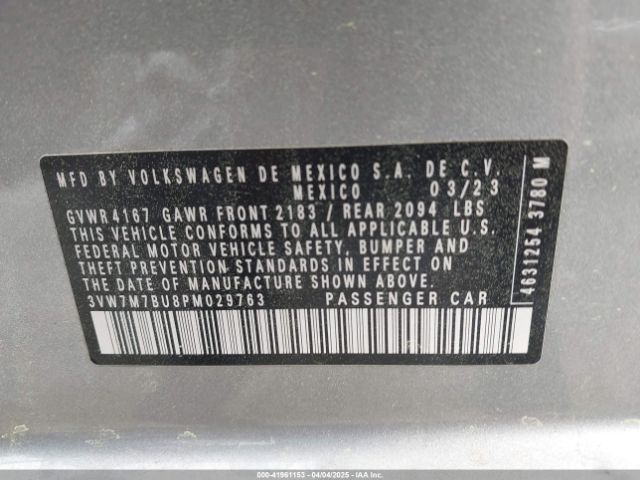 MFD BY VOLKSWAGEN DE MEXICO S.A. DE C.V.
MEXICO 03/23
GVWR 4167 GAWR FRONT 2183 / REAR 2094 LBS
THIS VEHICLE CONFORMS TO ALL APPLICABLE U.S.
FEDERAL MOTOR VEHICLE SAFETY, BUMPER AND
THEFT PREVENTION STANDARDS IN EFFECT ON
THE DATE OF MANUFACTURE SHOWN ABOVE.
3VW7M7BU8PM029763 PASSENGER CAR
4631254 3780 M
000-41961153 - 04/04/2025 - IAAI.COM